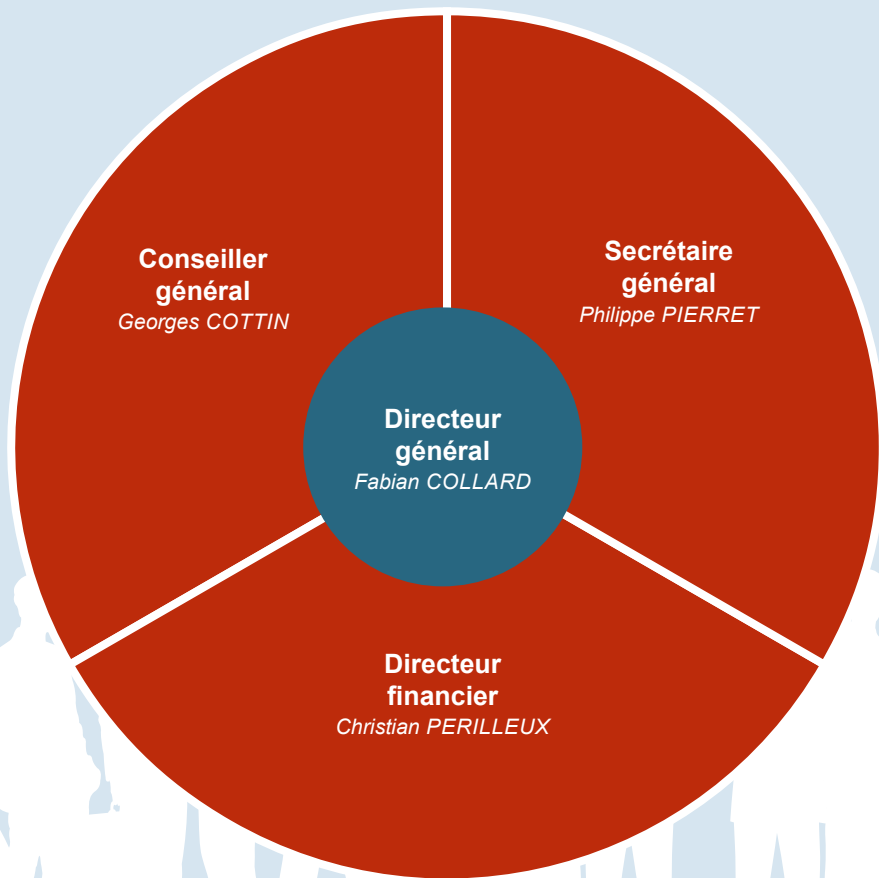 Conseiller
général
Georges COTTIN
Secrétaire
général
Philippe PIERRET
Directeur
général
Fabian COLLARD
Directeur
financier
Christian PERILLEUX